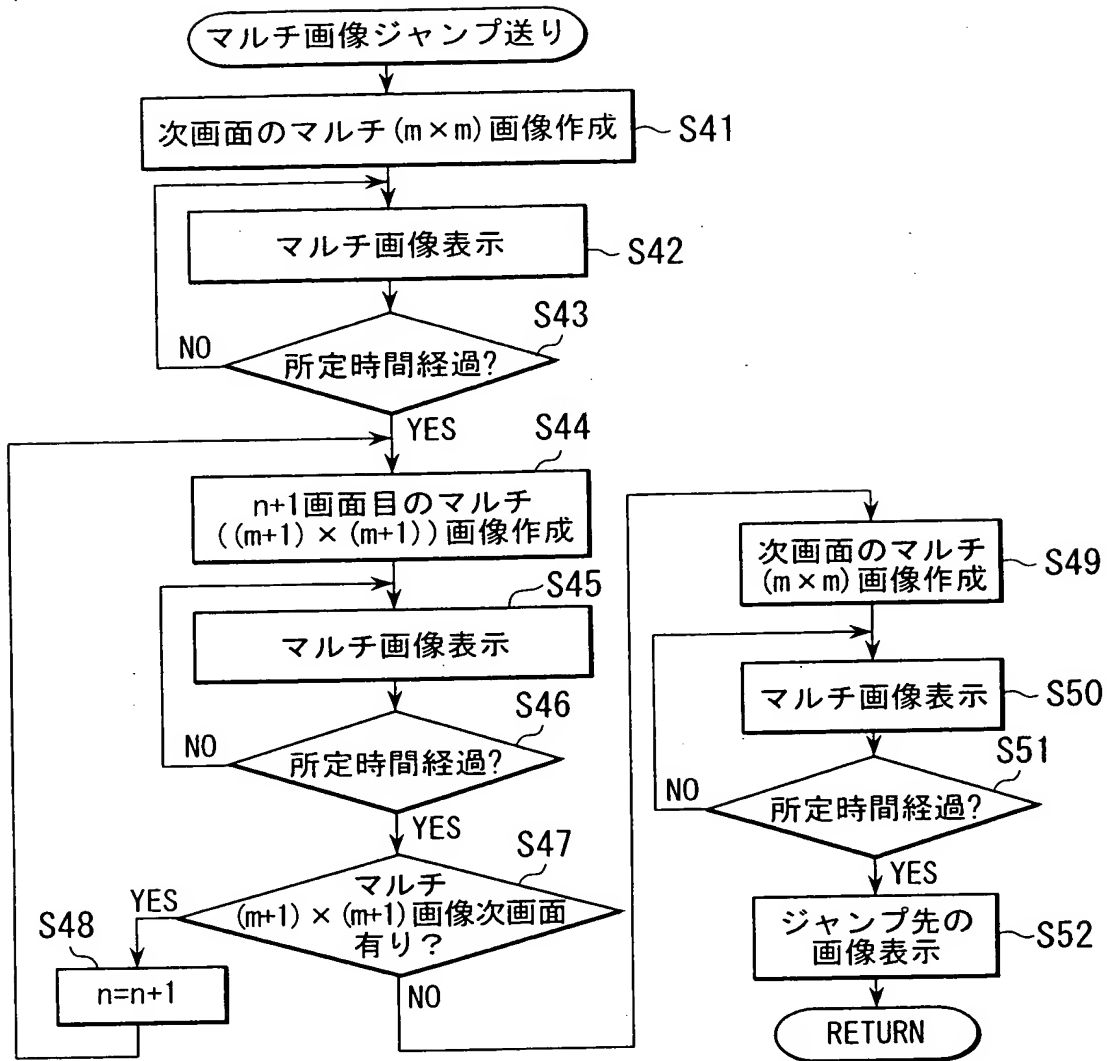 マルチ画像ジャンプ送り
次画面のマルチ(m×m)画像作成
S41
マルチ画像表示
S42
S43
所定時間経過?
NO
YES
S44
n+1画面目のマルチ
((m+1)×(m+1))画像作成
S45
マルチ画像表示
S46
所定時間経過?
NO
YES
S47
マルチ
(m+1)×(m+1)画像次画面
有り?
YES
NO
S48
n=n+1
次画面のマルチ
(m×m)画像作成
S49
マルチ画像表示
S50
S51
所定時間経過?
NO
YES
ジャンプ先の
画像表示
S52
RETURN